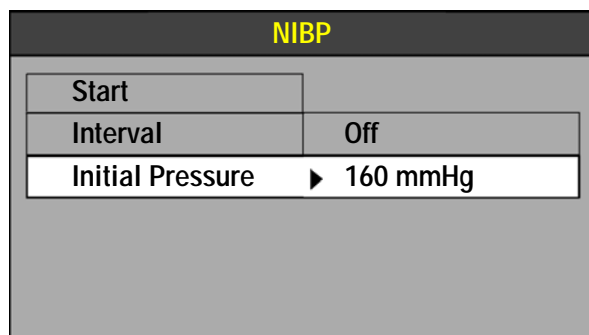 NIBP
Start
Interval Off
Initial Pressure 160 mmHg